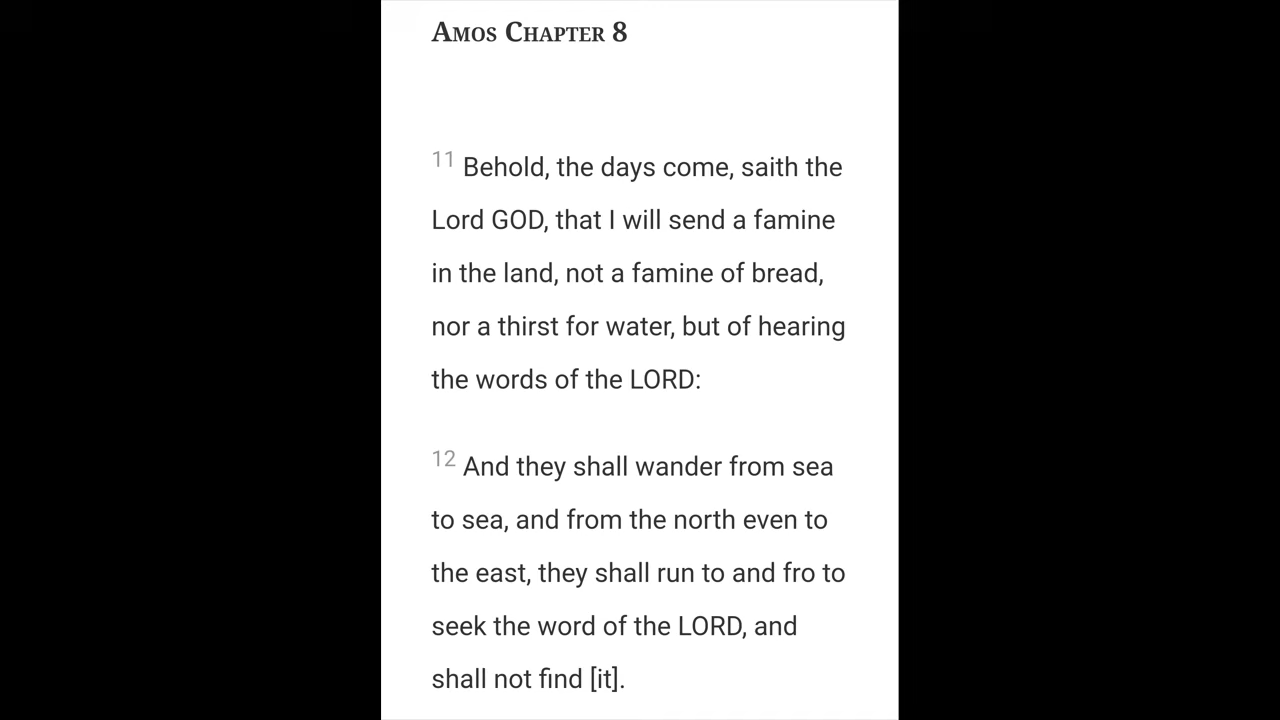 Amos Chapter 8
11 Behold, the days come, saith the
Lord GOD, that I will send a famine
in the land, not a famine of bread,
nor a thirst for water, but of hearing
the words of the LORD:
12 And they shall wander from sea
to sea, and from the north even to
the east, they shall run to and fro to
seek the word of the LORD, and
shall not find [it].